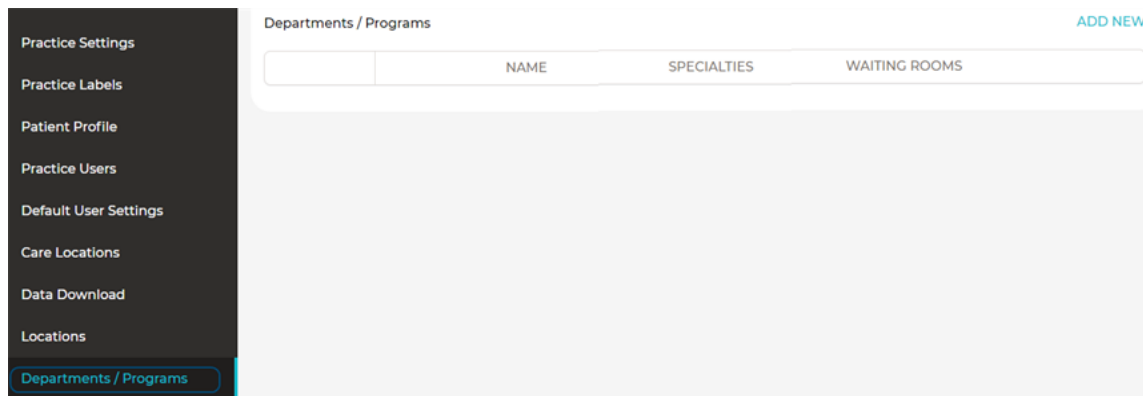 Practice Settings
Practice Labels
Patient Profile
Practice Users
Default User Settings
Care Locations
Data Download
Locations
Departments / Programs
Departments / Programs
ADD NEW
NAME SPECIALTIES WAITING ROOMS